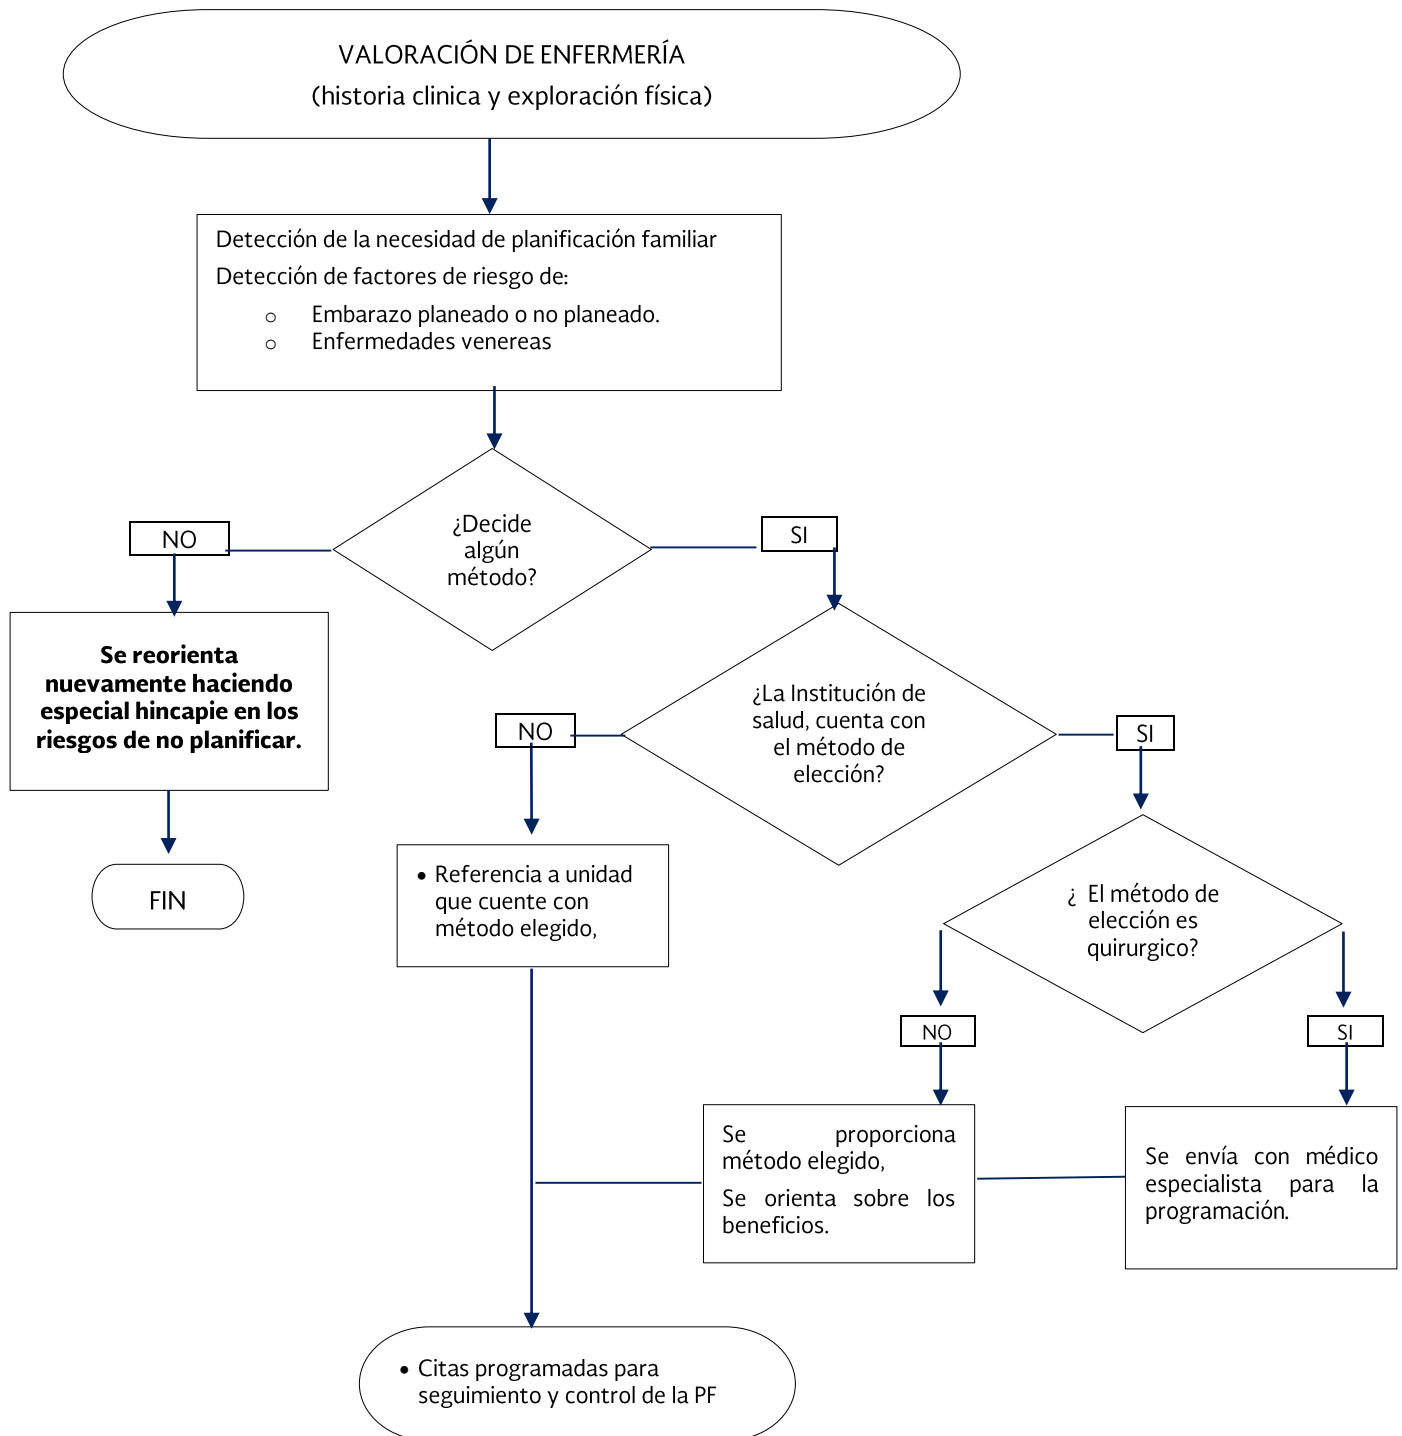 VALORACIÓN DE ENFERMERÍA
(historia clinica y exploración física)
Detección de la necesidad de planificación familiar
Detección de factores de riesgo de:
o Embarazo planeado o no planeado.
o Enfermedades venereas
¿Decide
algún
método?
NO
SI
Se reorienta
nuevamente haciendo
especial hincapie en los
riesgos de no planificar.
FIN
¿La Institución de
salud, cuenta con
el método de
elección?
NO
SI
• Referencia a unidad
que cuente con
método elegido,
¿ El método de
elección es
quirurgico?
NO
SI
Se proporciona
método elegido,
Se orienta sobre los
beneficios.
Se envía con médico
especialista para la
programación.
• Citas programadas para
seguimiento y control de la PF